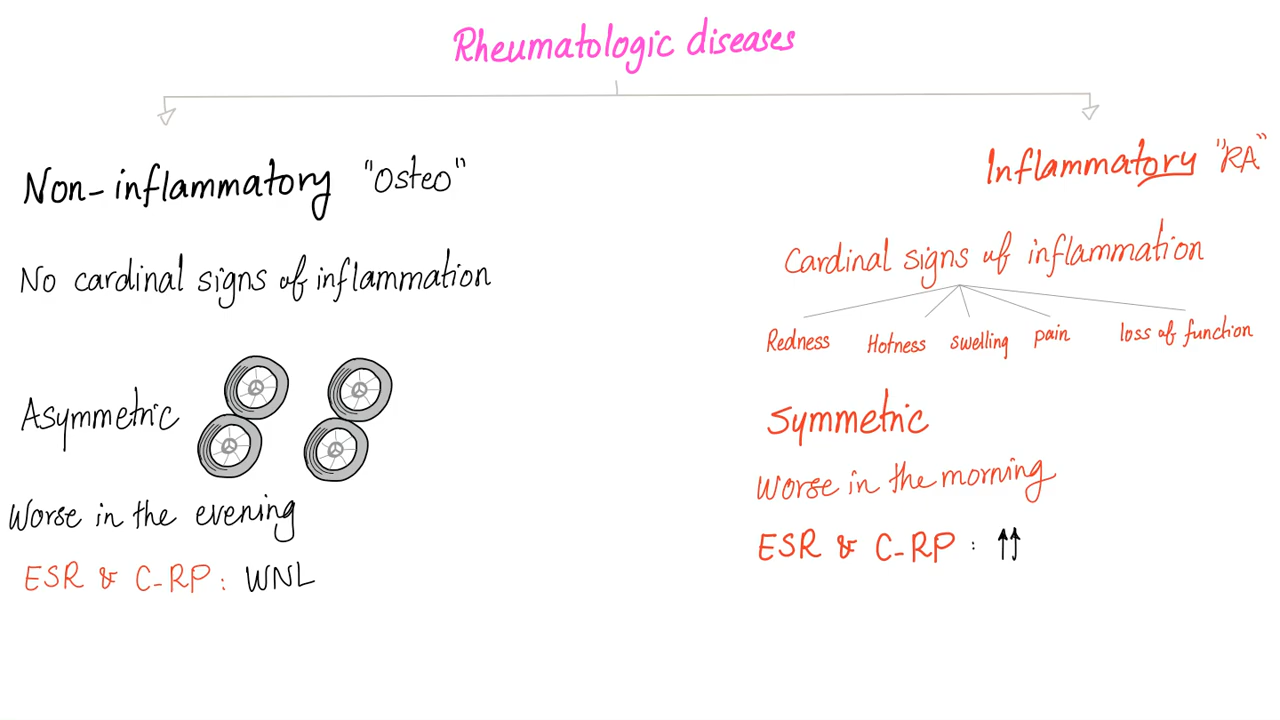 Rheumatologic diseases
Non-inflammatory "Osteo"
No cardinal signs of inflammation
Asymmetric
Worse in the evening
ESR & C-RP: WNL
Inflammatory "RA"
Cardinal signs of inflammation
Redness Hotness swelling pain loss of function
Symmetric
Worse in the morning
ESR & C-RP: ↑↑